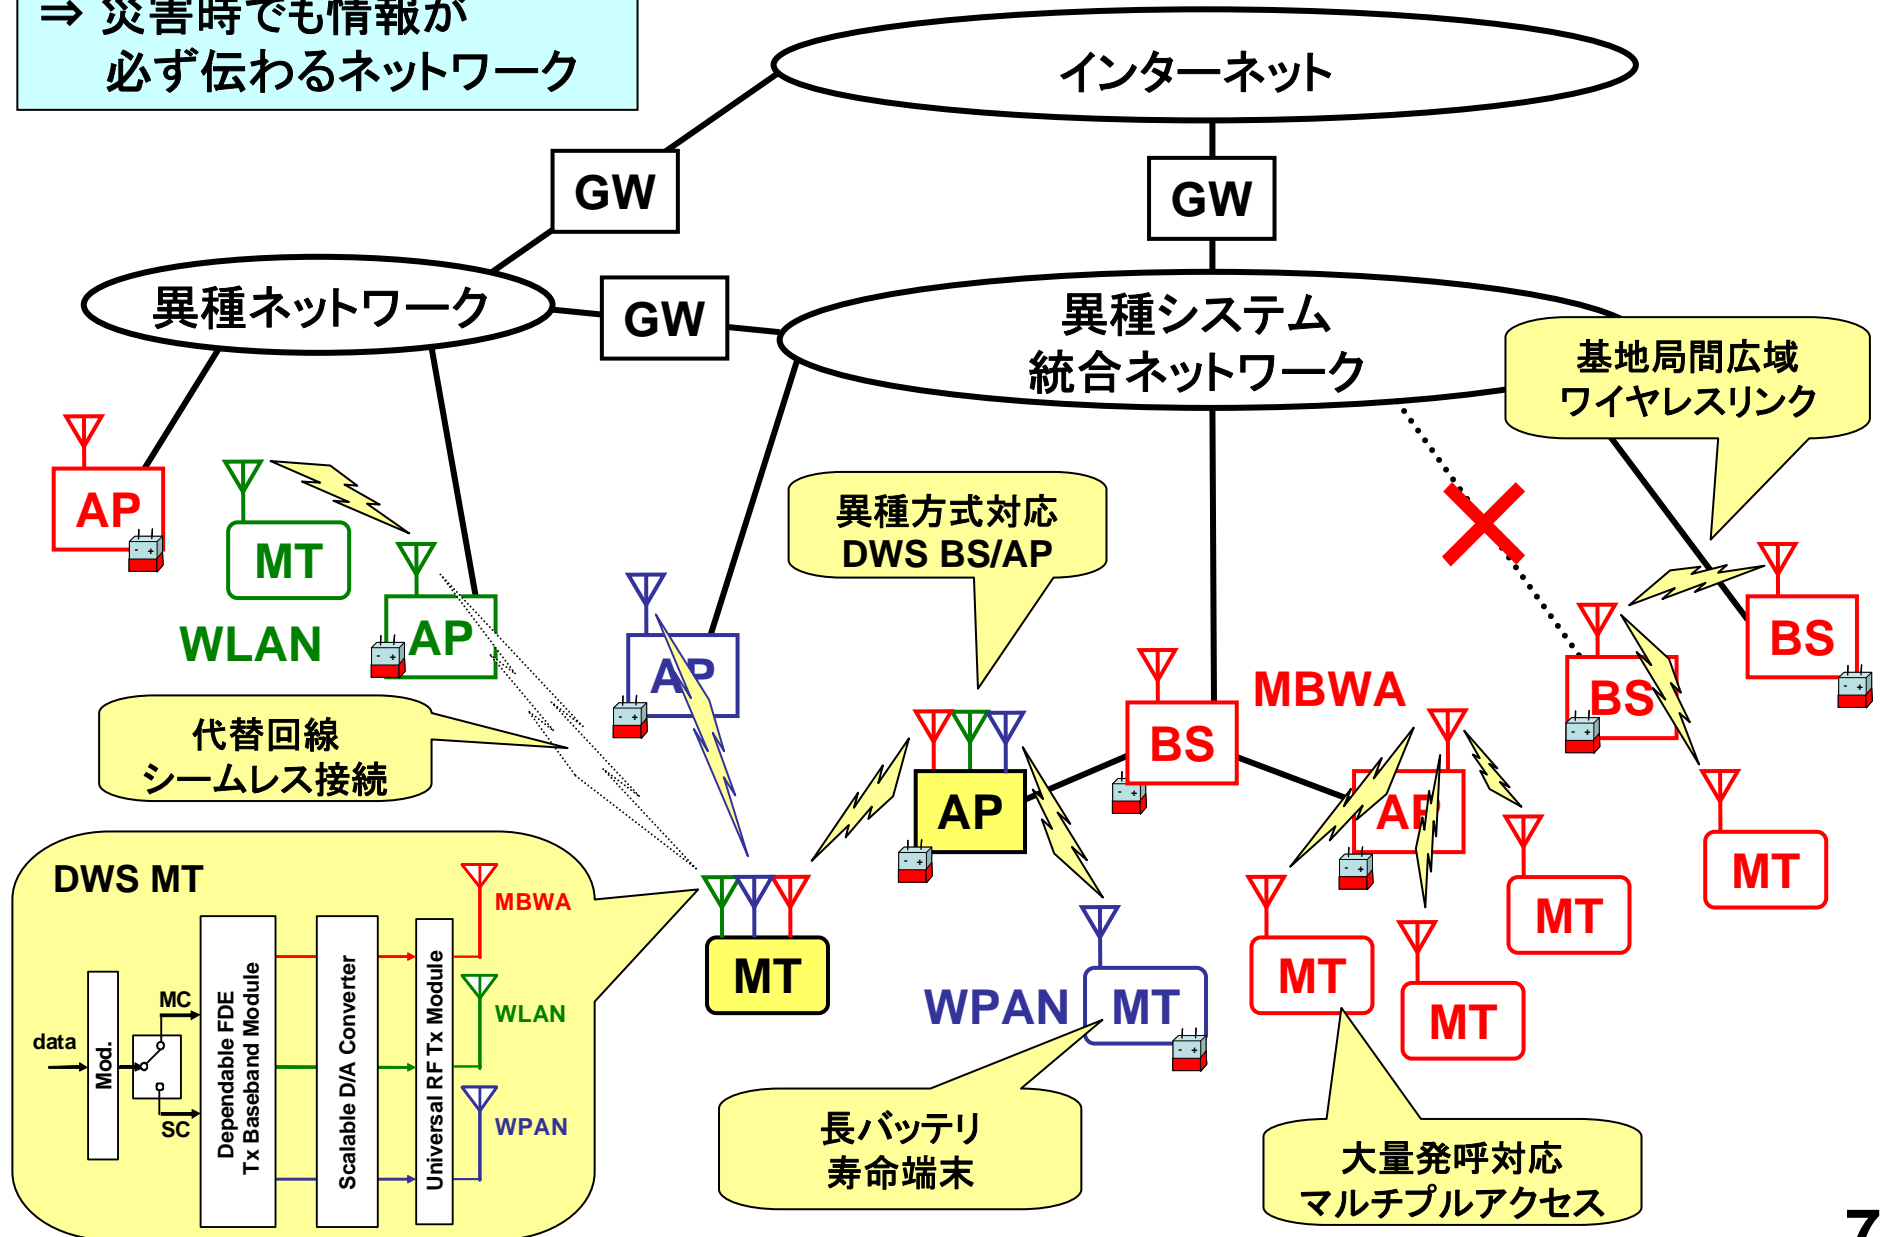 ⇒ 災害時でも情報が
必ず伝わるネットワーク
インターネット
GW
GW
異種ネットワーク
GW
異種システム
統合ネットワーク
基地局間広域
ワイヤレスリンク
AP
MT
WLAN
AP
AP
異種方式対応
DWS BS/AP
MBWA
BS
BS
BS
代替回線
シームレス接続
AP
AP
MT
MT
MT
MT
MT
WPAN
MT
DWS MT
MBWA
WLAN
WPAN
data
Mod.
MC
SC
Dependable FDE
Tx Baseband Module
Scalable D/A Converter
Universal RF Tx Module
長バッテリ
寿命端末
大量発呼対応
マルチプルアクセス
7